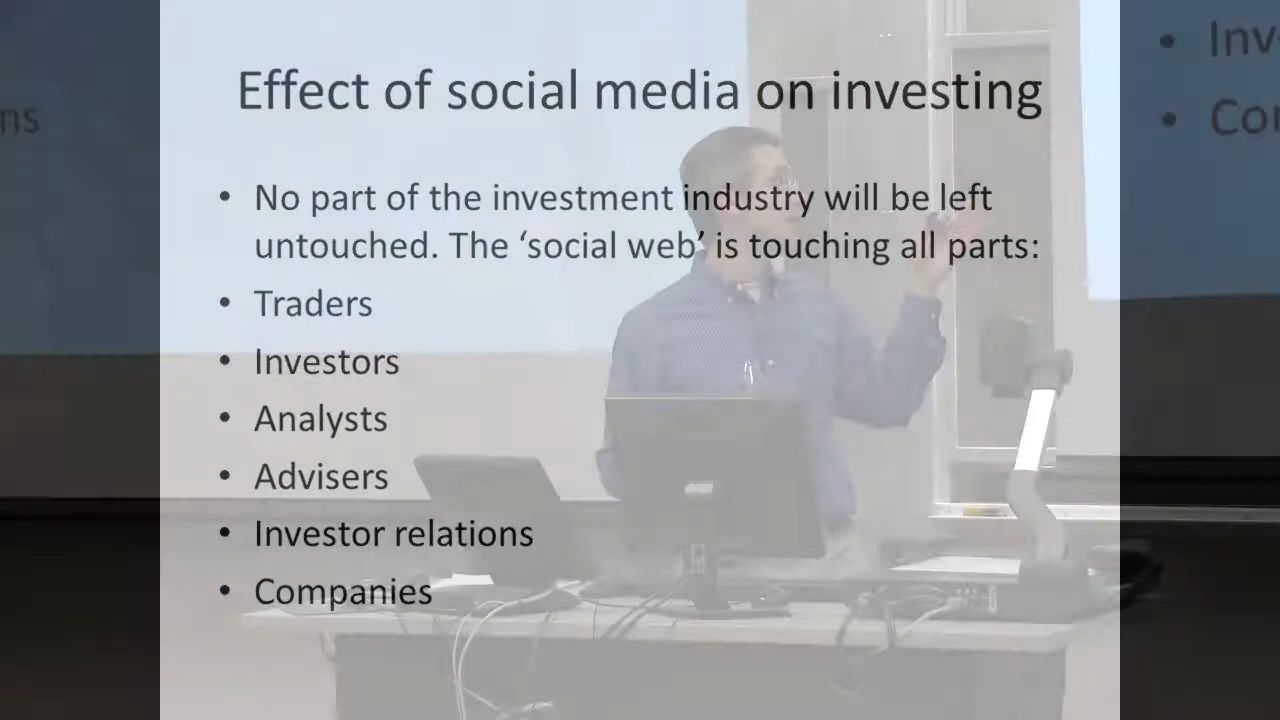 Effect of social media on investing
• No part of the investment industry will be left
untouched. The ‘social web’ is touching all parts:
• Traders
• Investors
• Analysts
• Advisers
• Investor relations
• Companies